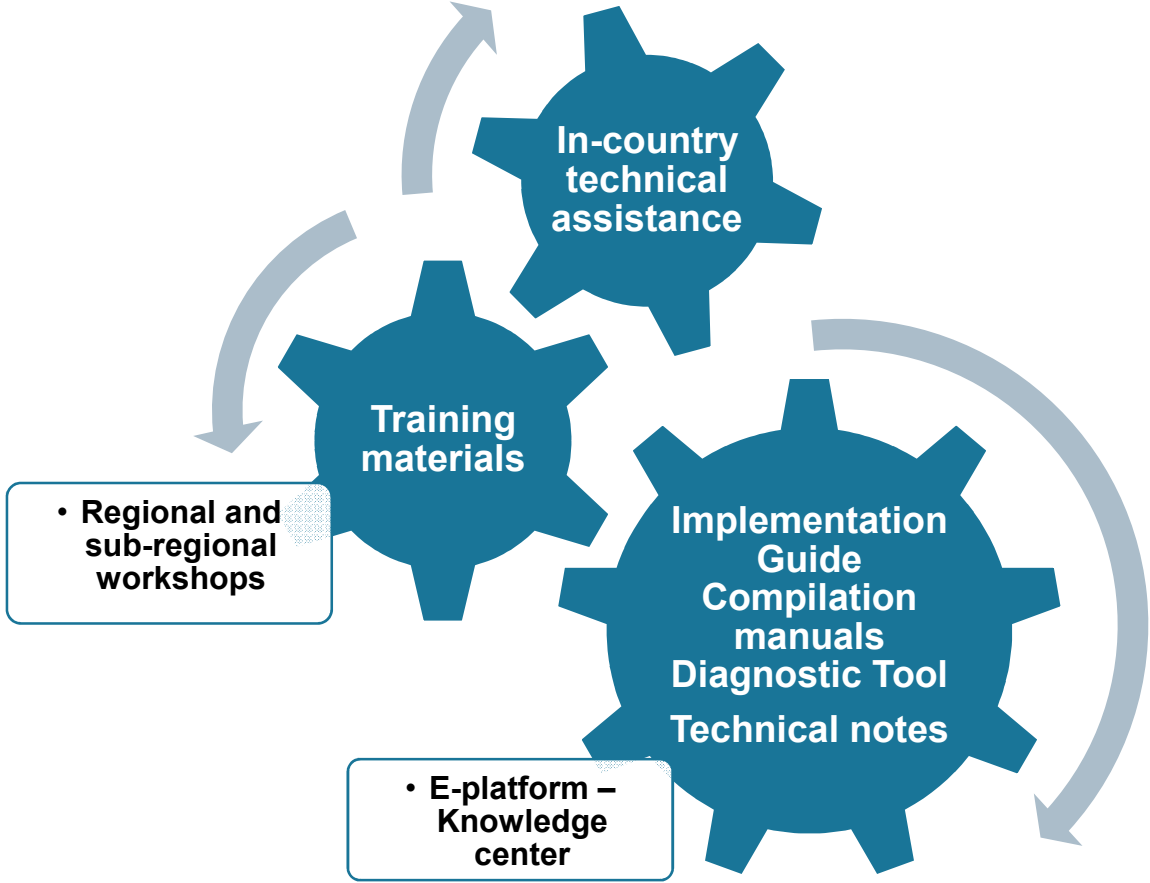 In-country
technical
assistance
Training
materials
• Regional and
sub-regional
workshops
Implementation
Guide
Compilation
manuals
Diagnostic Tool
Technical notes
• E-platform –
Knowledge
center